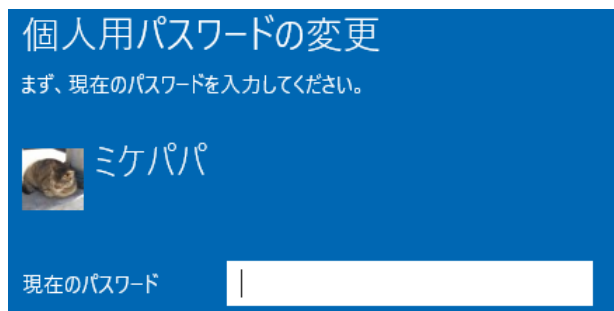 個人用パスワードの変更
まず、現在のパスワードを入力してください。
ミケパパ
現在のパスワード